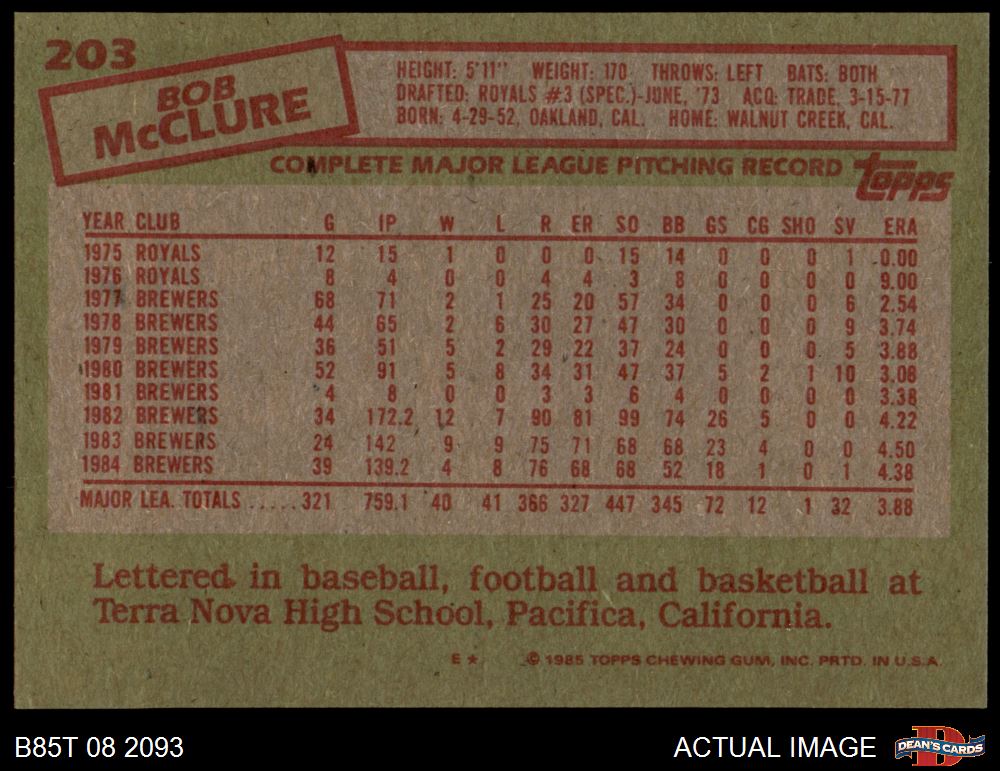 203
BOB
McCLURE
HEIGHT: 5'11" WEIGHT: 170 THROWS: LEFT BATS: BOTH
DRAFTED: ROYALS #3 (SPEC.)-JUNE, '73 ACQ: TRADE, 3-15-77
BORN: 4-29-52, OAKLAND, CAL. HOME: WALNUT CREEK, CAL.
COMPLETE MAJOR LEAGUE PITCHING RECORD topps
YEAR CLUB G IP W L R ER SO BB GS CG SHO SV ERA
1975 ROYALS 12 15 1 0 0 0 15 14 0 0 0 1 0.00
1976 ROYALS 8 4 0 0 4 4 3 8 0 0 0 0 9.00
1977 BREWERS 68 71 2 1 25 20 57 34 0 0 0 6 2.54
1978 BREWERS 44 65 2 6 30 27 47 30 0 0 0 9 3.74
1979 BREWERS 36 51 5 2 29 22 37 24 0 0 0 5 3.88
1980 BREWERS 52 91 5 8 34 31 47 37 5 2 1 10 3.06
1981 BREWERS 4 8 0 0 3 3 6 4 0 0 0 0 3.38
1982 BREWERS 34 172.2 12 7 90 81 99 74 26 5 0 0 4.22
1983 BREWERS 24 142 9 9 75 71 68 68 23 4 0 0 4.50
1984 BREWERS 39 139.2 4 8 76 68 68 52 18 1 0 1 4.38
MAJOR LEA. TOTALS ..... 321 759.1 40 41 366 327 447 345 72 12 1 32 3.88
Lettered in baseball, football and basketball at
Terra Nova High School, Pacifica, California.
E ★ © 1985 TOPPS CHEWING GUM, INC. PRTD. IN U.S.A.
B85T 08 2093 ACTUAL IMAGE DEAN'S CARDS